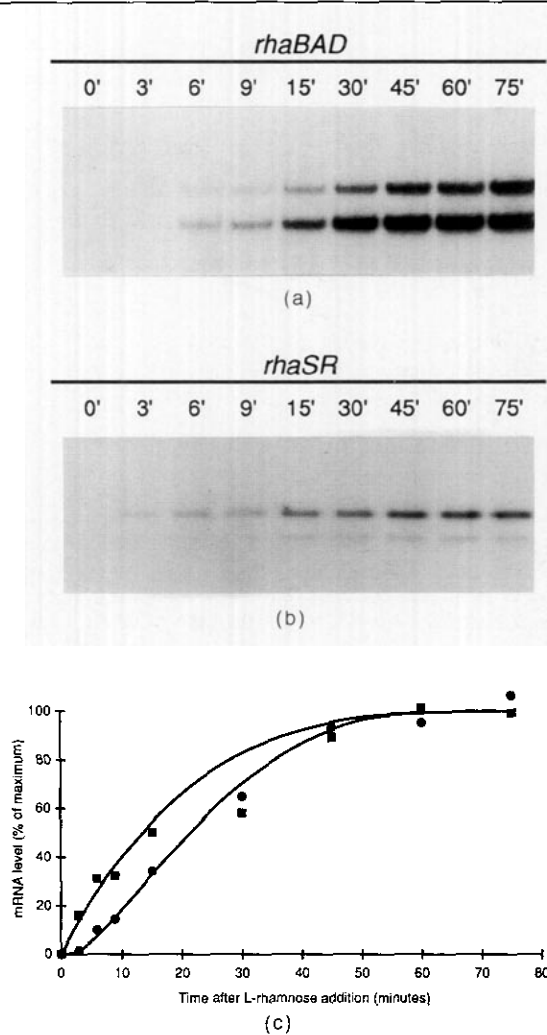 rhaBAD
0' 3' 6' 9' 15' 30' 45' 60' 75'
(a)
rhaSR
0' 3' 6' 9' 15' 30' 45' 60' 75'
(b)
100
80
60
40
20
0
mRNA level (% of maximum)
0 10 20 30 40 50 60 70 80
Time after L-rhamnose addition (minutes)
(c)